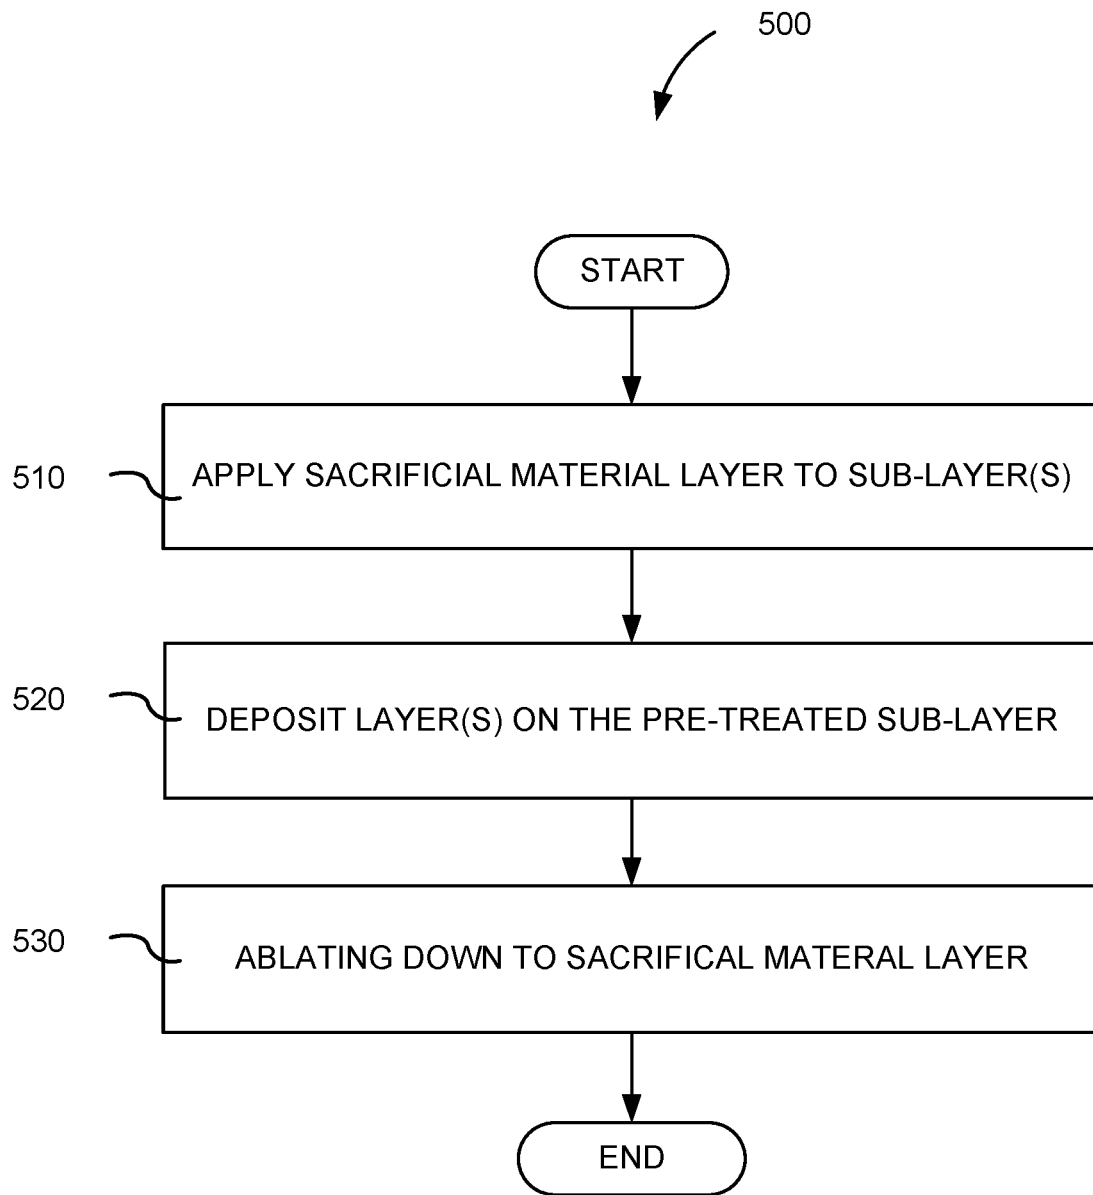 500
START
510
APPLY SACRIFICIAL MATERIAL LAYER TO SUB-LAYER(S)
520
DEPOSIT LAYER(S) ON THE PRE-TREATED SUB-LAYER
530
ABLATING DOWN TO SACRIFICAL MATERAL LAYER
END